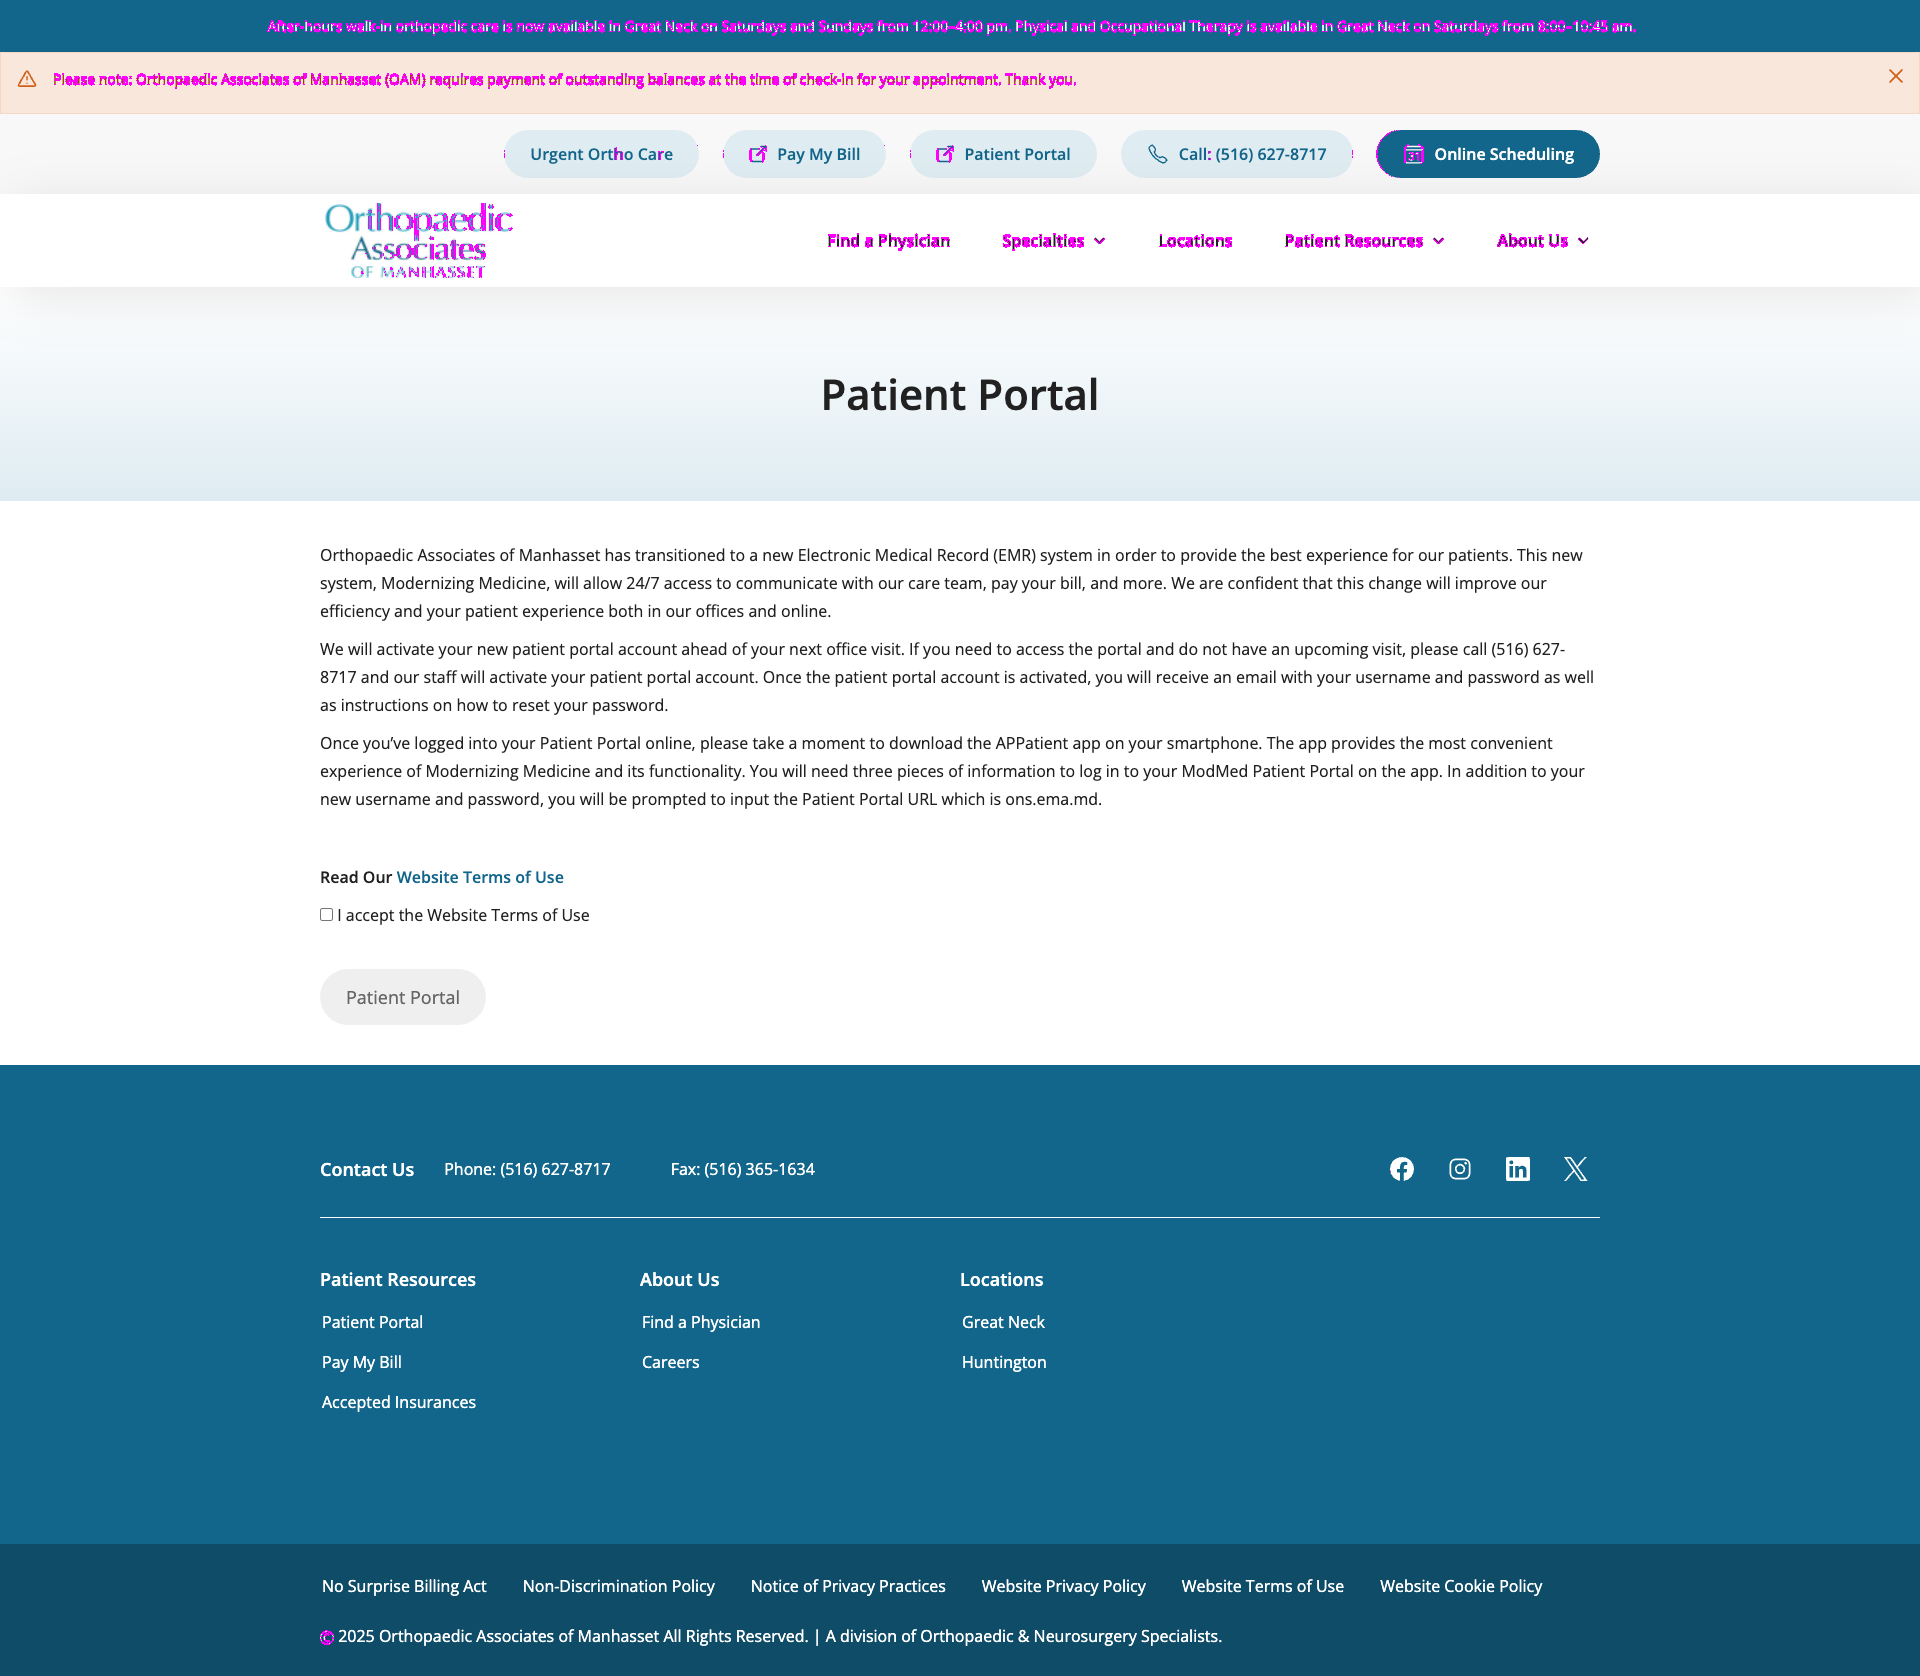 After-hours walk-in orthopedic care is now available in Great Neck on Saturdays and Sundays from 12:00–4:00 pm. Physical and Occupational Therapy is available in Great Neck on Saturdays from 8:00–10:45 am.
Please note: Orthopaedic Associates of Manhasset (OAM) requires payment of outstanding balances at the time of check-in for your appointment. Thank you.
Urgent Ortho Care
Pay My Bill
Patient Portal
Call: (516) 627-8717
31
Online Scheduling
Orthopaedic
Associates
OF MANHASSET
Find a Physician
Specialties
Locations
Patient Resources
About Us
Patient Portal
Orthopaedic Associates of Manhasset has transitioned to a new Electronic Medical Record (EMR) system in order to provide the best experience for our patients. This new
system, Modernizing Medicine, will allow 24/7 access to communicate with our care team, pay your bill, and more. We are confident that this change will improve our
efficiency and your patient experience both in our offices and online.
We will activate your new patient portal account ahead of your next office visit. If you need to access the portal and do not have an upcoming visit, please call (516) 627-
8717 and our staff will activate your patient portal account. Once the patient portal account is activated, you will receive an email with your username and password as well
as instructions on how to reset your password.
Once you’ve logged into your Patient Portal online, please take a moment to download the APPatient app on your smartphone. The app provides the most convenient
experience of Modernizing Medicine and its functionality. You will need three pieces of information to log in to your ModMed Patient Portal on the app. In addition to your
new username and password, you will be prompted to input the Patient Portal URL which is ons.ema.md.
Read Our Website Terms of Use
I accept the Website Terms of Use
Patient Portal
Contact Us
Phone: (516) 627-8717
Fax: (516) 365-1634
Patient Resources
Patient Portal
Pay My Bill
Accepted Insurances
About Us
Find a Physician
Careers
Locations
Great Neck
Huntington
No Surprise Billing Act
Non-Discrimination Policy
Notice of Privacy Practices
Website Privacy Policy
Website Terms of Use
Website Cookie Policy
© 2025 Orthopaedic Associates of Manhasset All Rights Reserved. | A division of Orthopaedic & Neurosurgery Specialists.